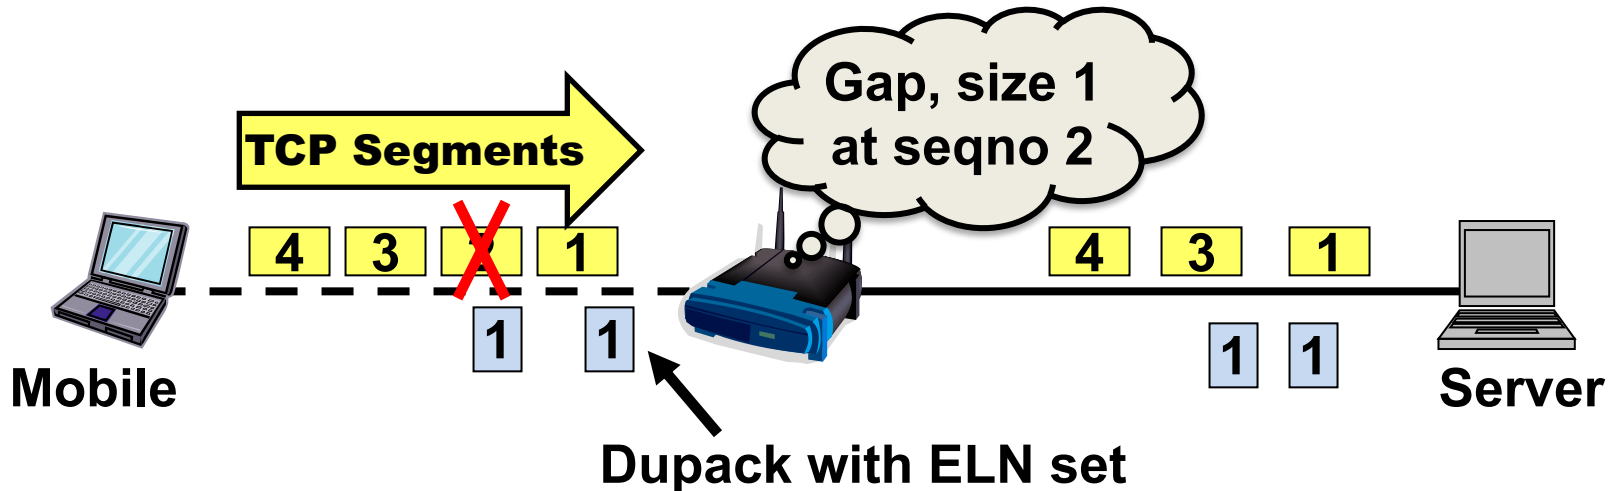 Gap, size 1
at seqno 2
TCP Segments
4 3 2 1
4 3 1
1 1
1 1
Mobile
Server
Dupack with ELN set